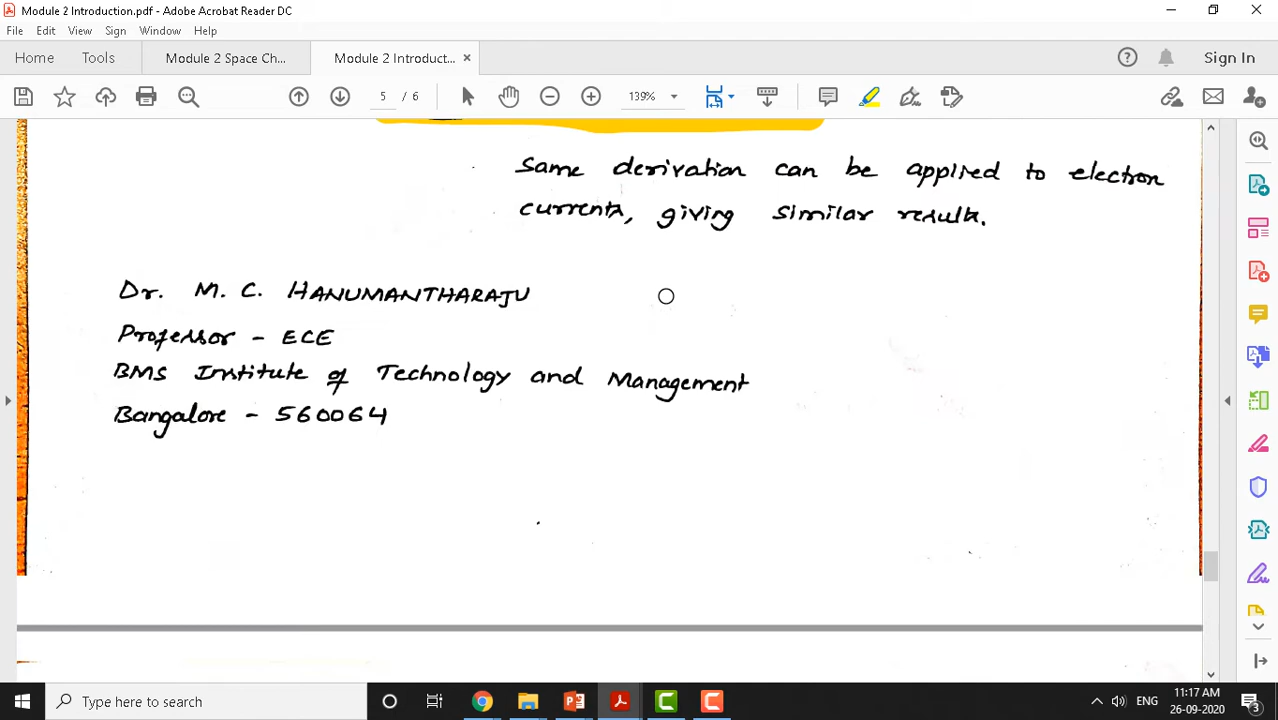 Module 2 Introduction.pdf - Adobe Acrobat Reader DC
File Edit View Sign Window Help
Home Tools Module 2 Space Ch... Module 2 Introduct... ×
Sign In
5 / 6 139%
Same derivation can be applied to electron
currents, giving similar results.
Dr. M. C. HANUMANTHARAJU
Professor - ECE
BMS Institute of Technology and Management
Bangalore - 560064
Type here to search
ENG
11:17 AM
26-09-2020
3